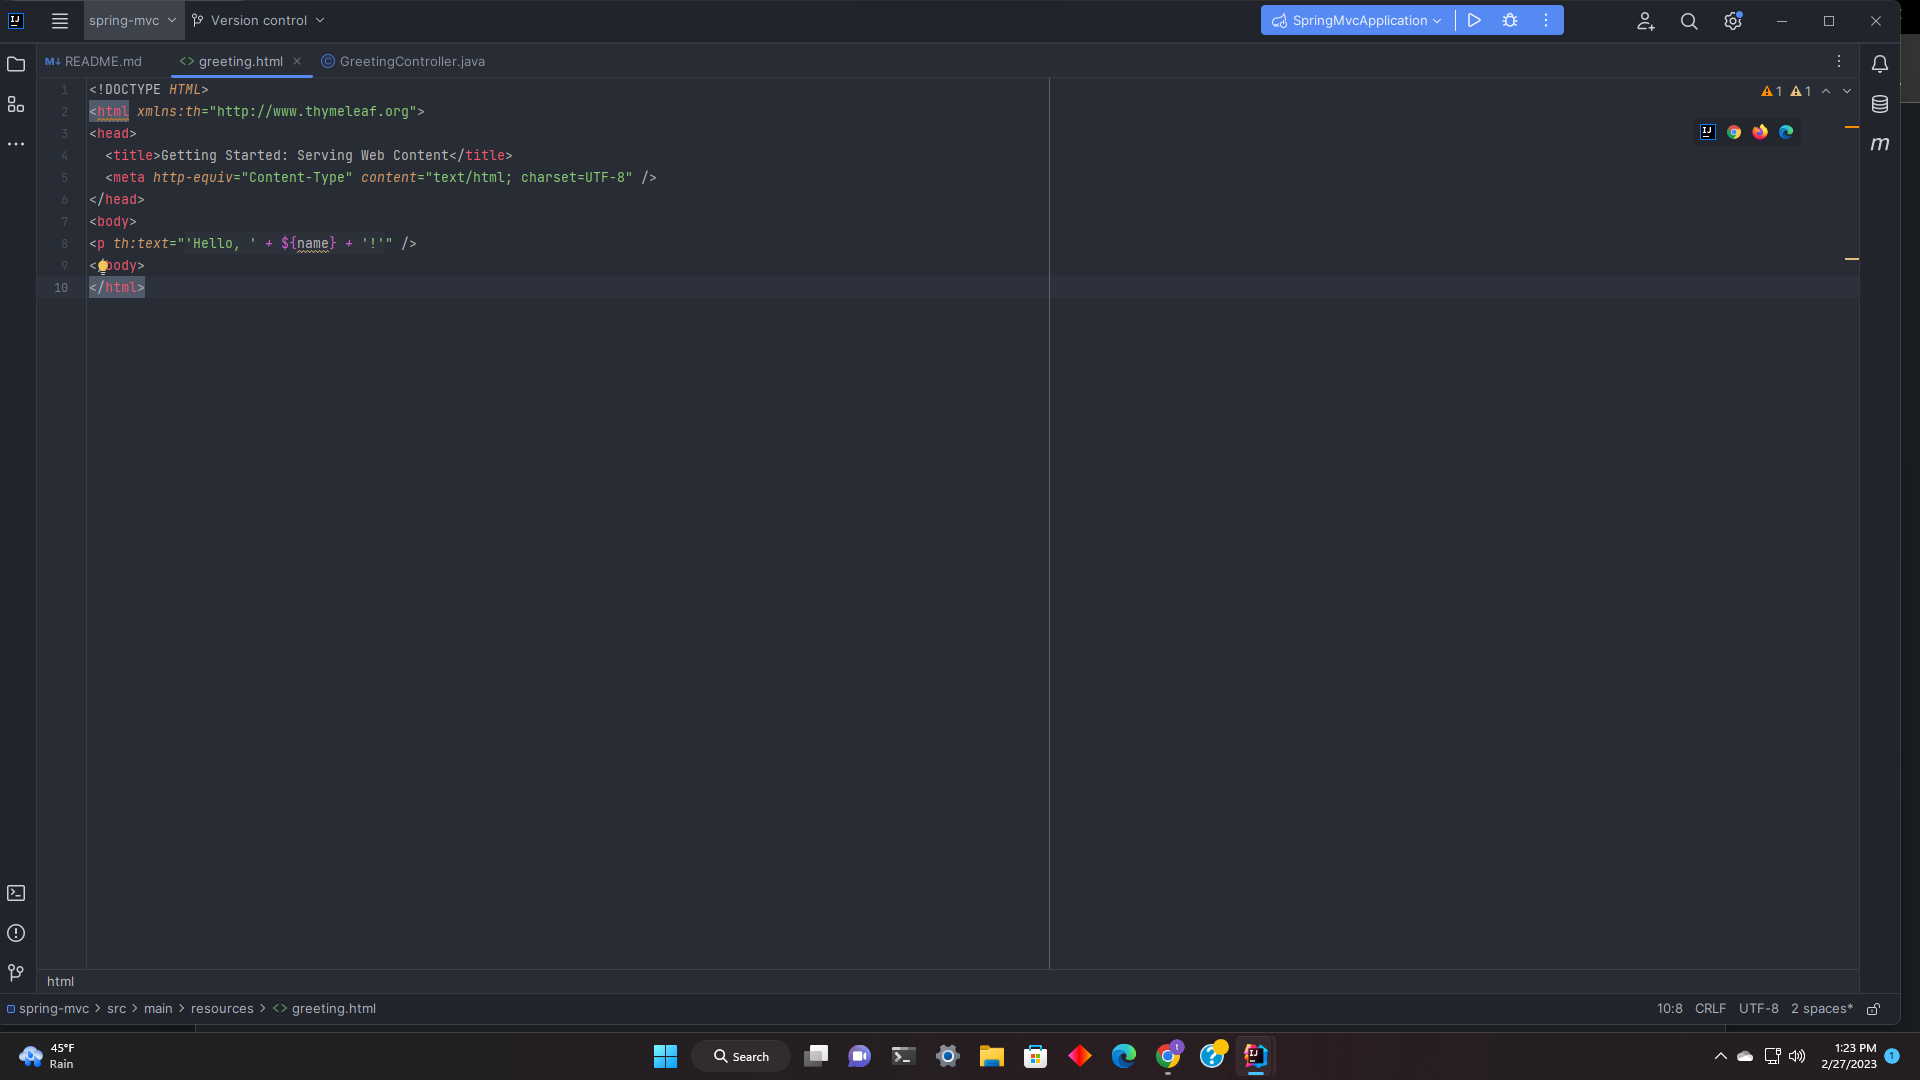 spring-mvc
Version control
SpringMvcApplication
README.md
greeting.html
GreetingController.java
1 <!DOCTYPE HTML>
2 <html xmlns:th="http://www.thymeleaf.org">
3 <head>
4 <title>Getting Started: Serving Web Content</title>
5 <meta http-equiv="Content-Type" content="text/html; charset=UTF-8" />
6 </head>
7 <body>
8 <p th:text="'Hello, ' + ${name} + '!'" />
9 < body>
10 </html>
1 1
m
html
spring-mvc > src > main > resources > <> greeting.html
10:8 CRLF UTF-8 2 spaces*
45°F
Rain
Search
t
1:23 PM
2/27/2023
1